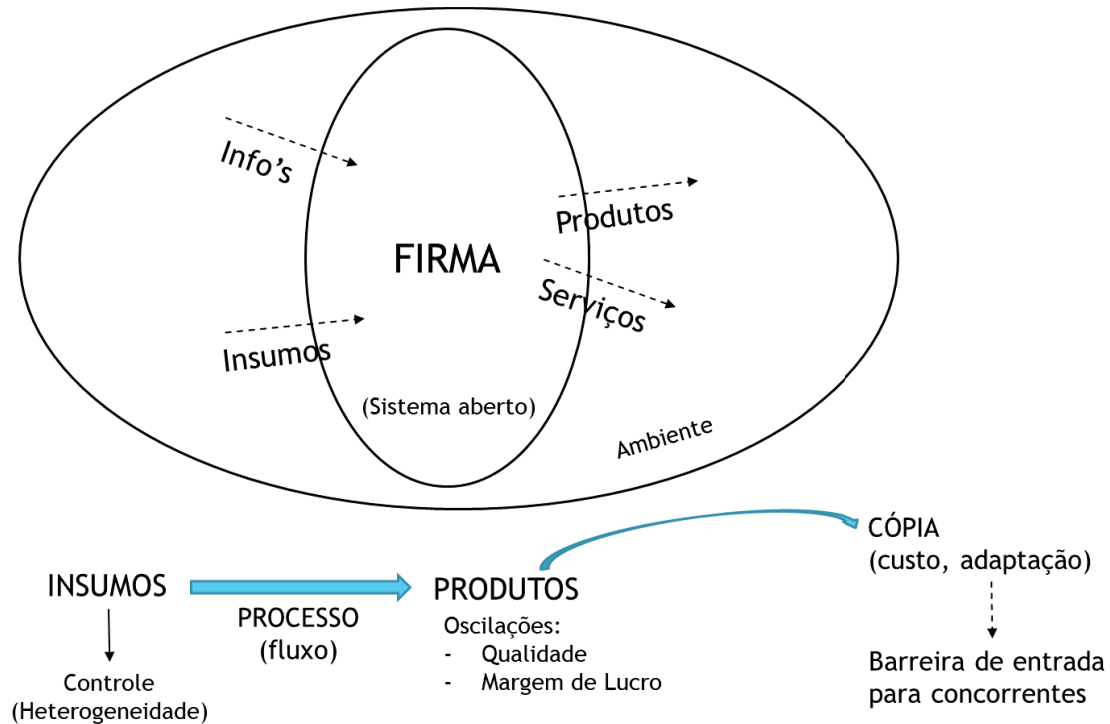 Info's
Produtos
FIRMA
Serviços
Insumos
(Sistema aberto)
Ambiente
CÓPIA
(custo, adaptação)
INSUMOS
PRODUTOS
PROCESSO
(fluxo)
Oscilações:
- Qualidade
- Margem de Lucro
Controle
(Heterogeneidade)
Barreira de entrada
para concorrentes